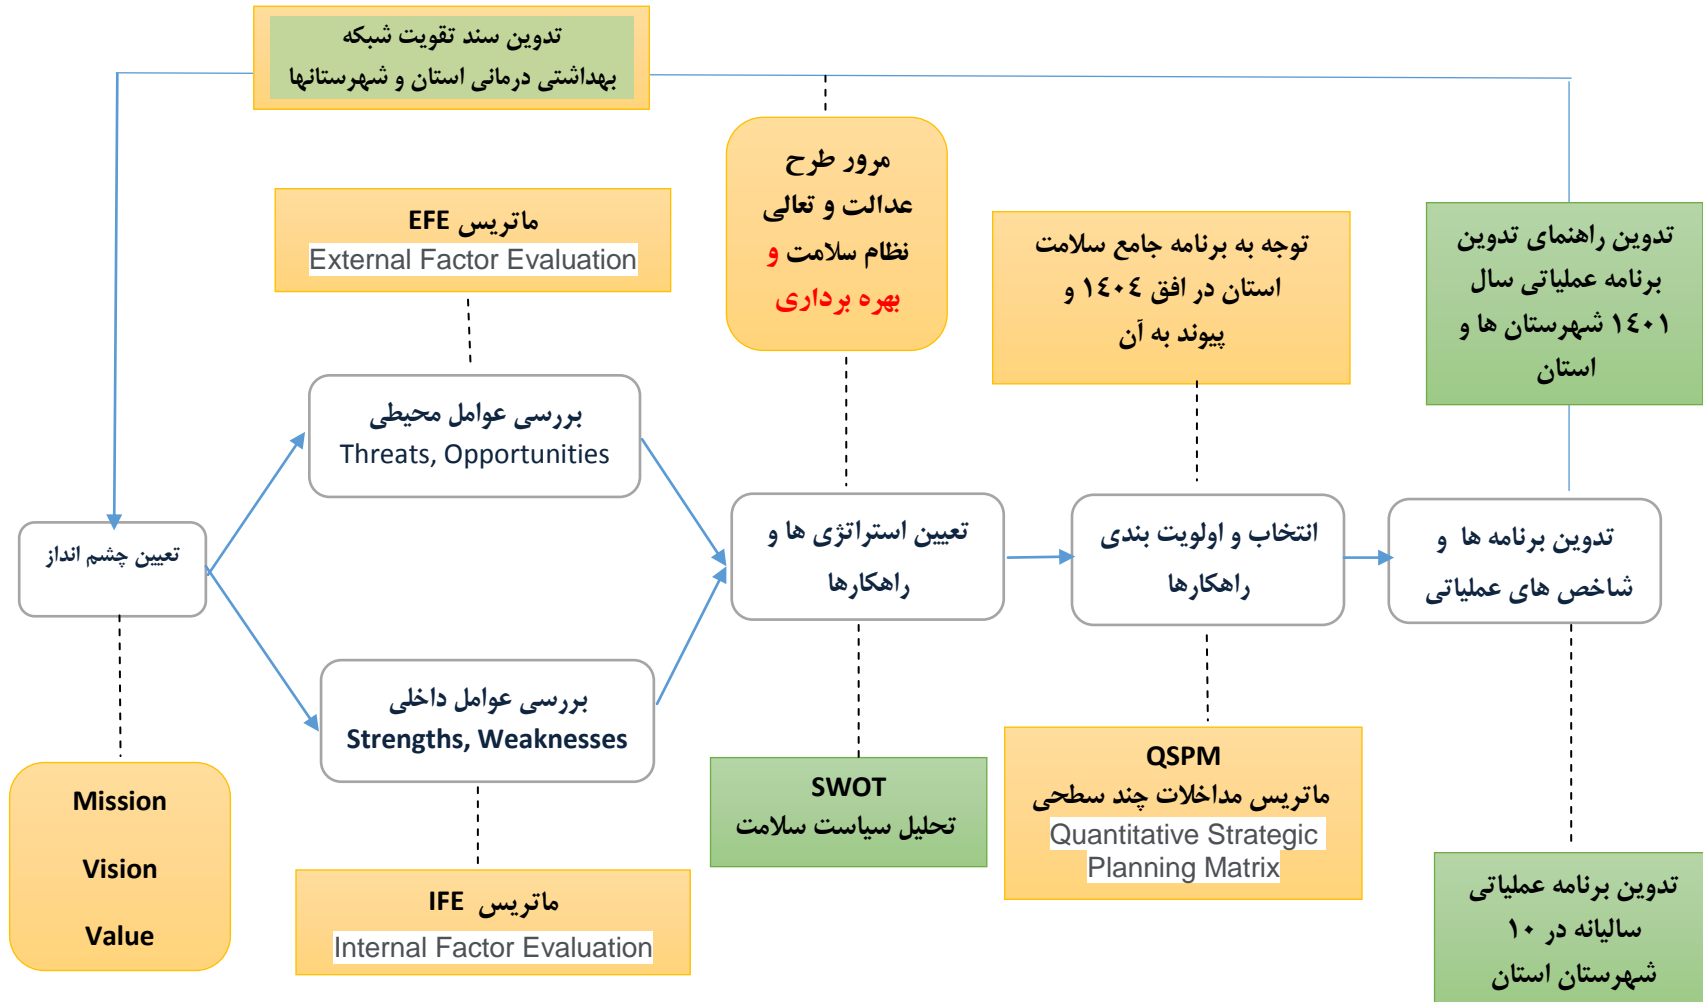 تدوین سند تقویت شبکه
بهداشتی درمانی استان و شهرستانها
مرور طرح
عدالت و تعالی
نظام سلامت و
بهره برداری
ماتریس EFE
External Factor Evaluation
توجه به برنامه جامع سلامت
استان در افق ١٤٠٤ و
پیوند به آن
تدوین راهنمای تدوین
برنامه عملیاتی سال
١٤٠١ شهرستان ها و
استان
بررسی عوامل محیطی
Threats, Opportunities
تعیین چشم انداز
تعیین استراتژی ها و
راهکارها
انتخاب و اولویت بندی
راهکارها
تدوین برنامه ها و
شاخص های عملیاتی
بررسی عوامل داخلی
Strengths, Weaknesses
Mission
Vision
Value
ماتریس IFE
Internal Factor Evaluation
SWOT
تحلیل سیاست سلامت
QSPM
ماتریس مداخلات چند سطحی
Quantitative Strategic
Planning Matrix
تدوین برنامه عملیاتی
سالیانه در ١٠
شهرستان استان